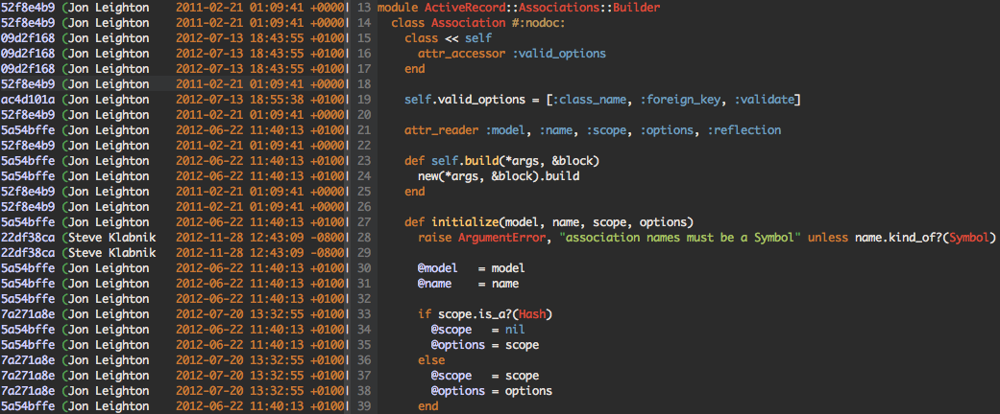 52f8e4b9 (Jon Leighton 2011-02-21 01:09:41 +0000| 13 module ActiveRecord::Associations::Builder
52f8e4b9 (Jon Leighton 2011-02-21 01:09:41 +0000| 14 class Association #:nodoc:
09d2f168 (Jon Leighton 2012-07-13 18:43:55 +0100| 15 class << self
09d2f168 (Jon Leighton 2012-07-13 18:43:55 +0100| 16 attr_accessor :valid_options
09d2f168 (Jon Leighton 2012-07-13 18:43:55 +0100| 17 end
52f8e4b9 (Jon Leighton 2011-02-21 01:09:41 +0000| 18
ac4d101a (Jon Leighton 2012-07-13 18:55:38 +0100| 19 self.valid_options = [:class_name, :foreign_key, :validate]
52f8e4b9 (Jon Leighton 2011-02-21 01:09:41 +0000| 20
5a54bffe (Jon Leighton 2012-06-22 11:40:13 +0100| 21 attr_reader :model, :name, :scope, :options, :reflection
52f8e4b9 (Jon Leighton 2011-02-21 01:09:41 +0000| 22
5a54bffe (Jon Leighton 2012-06-22 11:40:13 +0100| 23 def self.build(*args, &block)
5a54bffe (Jon Leighton 2012-06-22 11:40:13 +0100| 24 new(*args, &block).build
52f8e4b9 (Jon Leighton 2011-02-21 01:09:41 +0000| 25 end
52f8e4b9 (Jon Leighton 2011-02-21 01:09:41 +0000| 26
5a54bffe (Jon Leighton 2012-06-22 11:40:13 +0100| 27 def initialize(model, name, scope, options)
22df38ca (Steve Klabnik 2012-11-28 12:43:09 -0800| 28 raise ArgumentError, "association names must be a Symbol" unless name.kind_of?(Symbol)
22df38ca (Steve Klabnik 2012-11-28 12:43:09 -0800| 29
5a54bffe (Jon Leighton 2012-06-22 11:40:13 +0100| 30 @model = model
5a54bffe (Jon Leighton 2012-06-22 11:40:13 +0100| 31 @name = name
5a54bffe (Jon Leighton 2012-06-22 11:40:13 +0100| 32
7a271a8e (Jon Leighton 2012-07-20 13:32:55 +0100| 33 if scope.is_a?(Hash)
5a54bffe (Jon Leighton 2012-06-22 11:40:13 +0100| 34 @scope = nil
5a54bffe (Jon Leighton 2012-06-22 11:40:13 +0100| 35 @options = scope
7a271a8e (Jon Leighton 2012-07-20 13:32:55 +0100| 36 else
7a271a8e (Jon Leighton 2012-07-20 13:32:55 +0100| 37 @scope = scope
7a271a8e (Jon Leighton 2012-07-20 13:32:55 +0100| 38 @options = options
5a54bffe (Jon Leighton 2012-06-22 11:40:13 +0100| 39 end